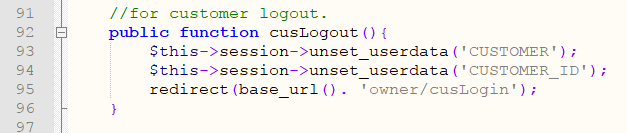 91 //for customer logout.
92 public function cusLogout(){
93 $this->session->unset_userdata('CUSTOMER');
94 $this->session->unset_userdata('CUSTOMER_ID');
95 redirect(base_url(). 'owner/cusLogin');
96 }
97